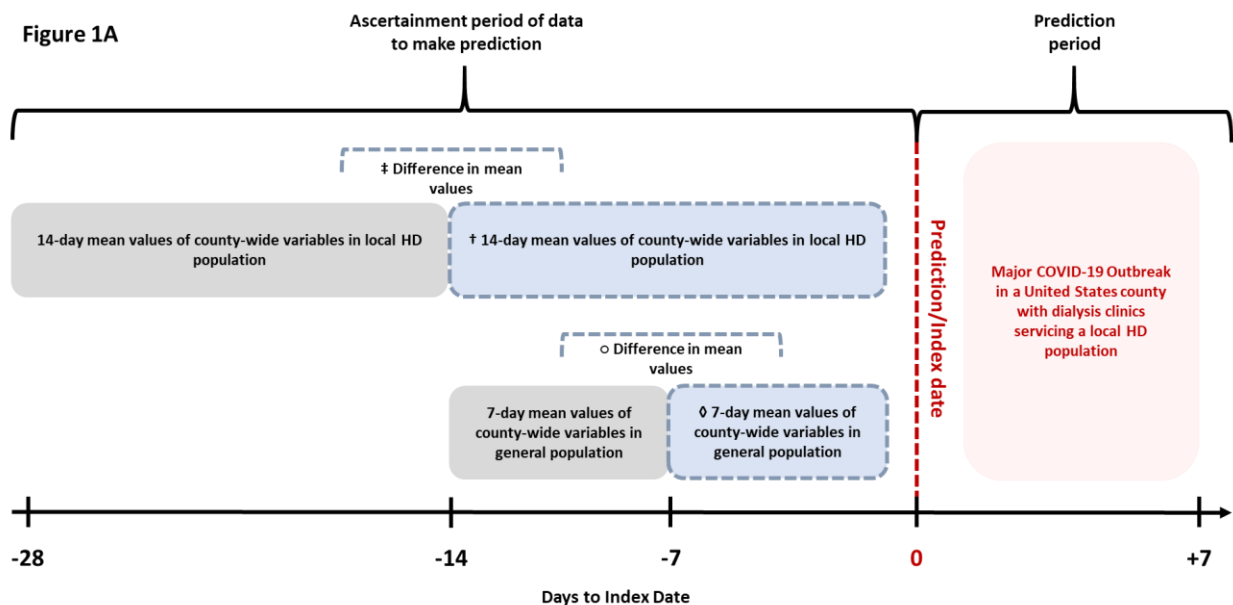 Figure 1A
Ascertainment period of data
to make prediction
Prediction
period
‡ Difference in mean
values
14-day mean values of county-wide variables in local HD
population
† 14-day mean values of county-wide variables in local HD
population
○ Difference in mean
values
7-day mean values of
county-wide variables in
general population
◊ 7-day mean values of
county-wide variables in
general population
Prediction/Index date
Major COVID-19 Outbreak
in a United States county
with dialysis clinics
servicing a local HD
population
-28
-14
-7
0
+7
Days to Index Date